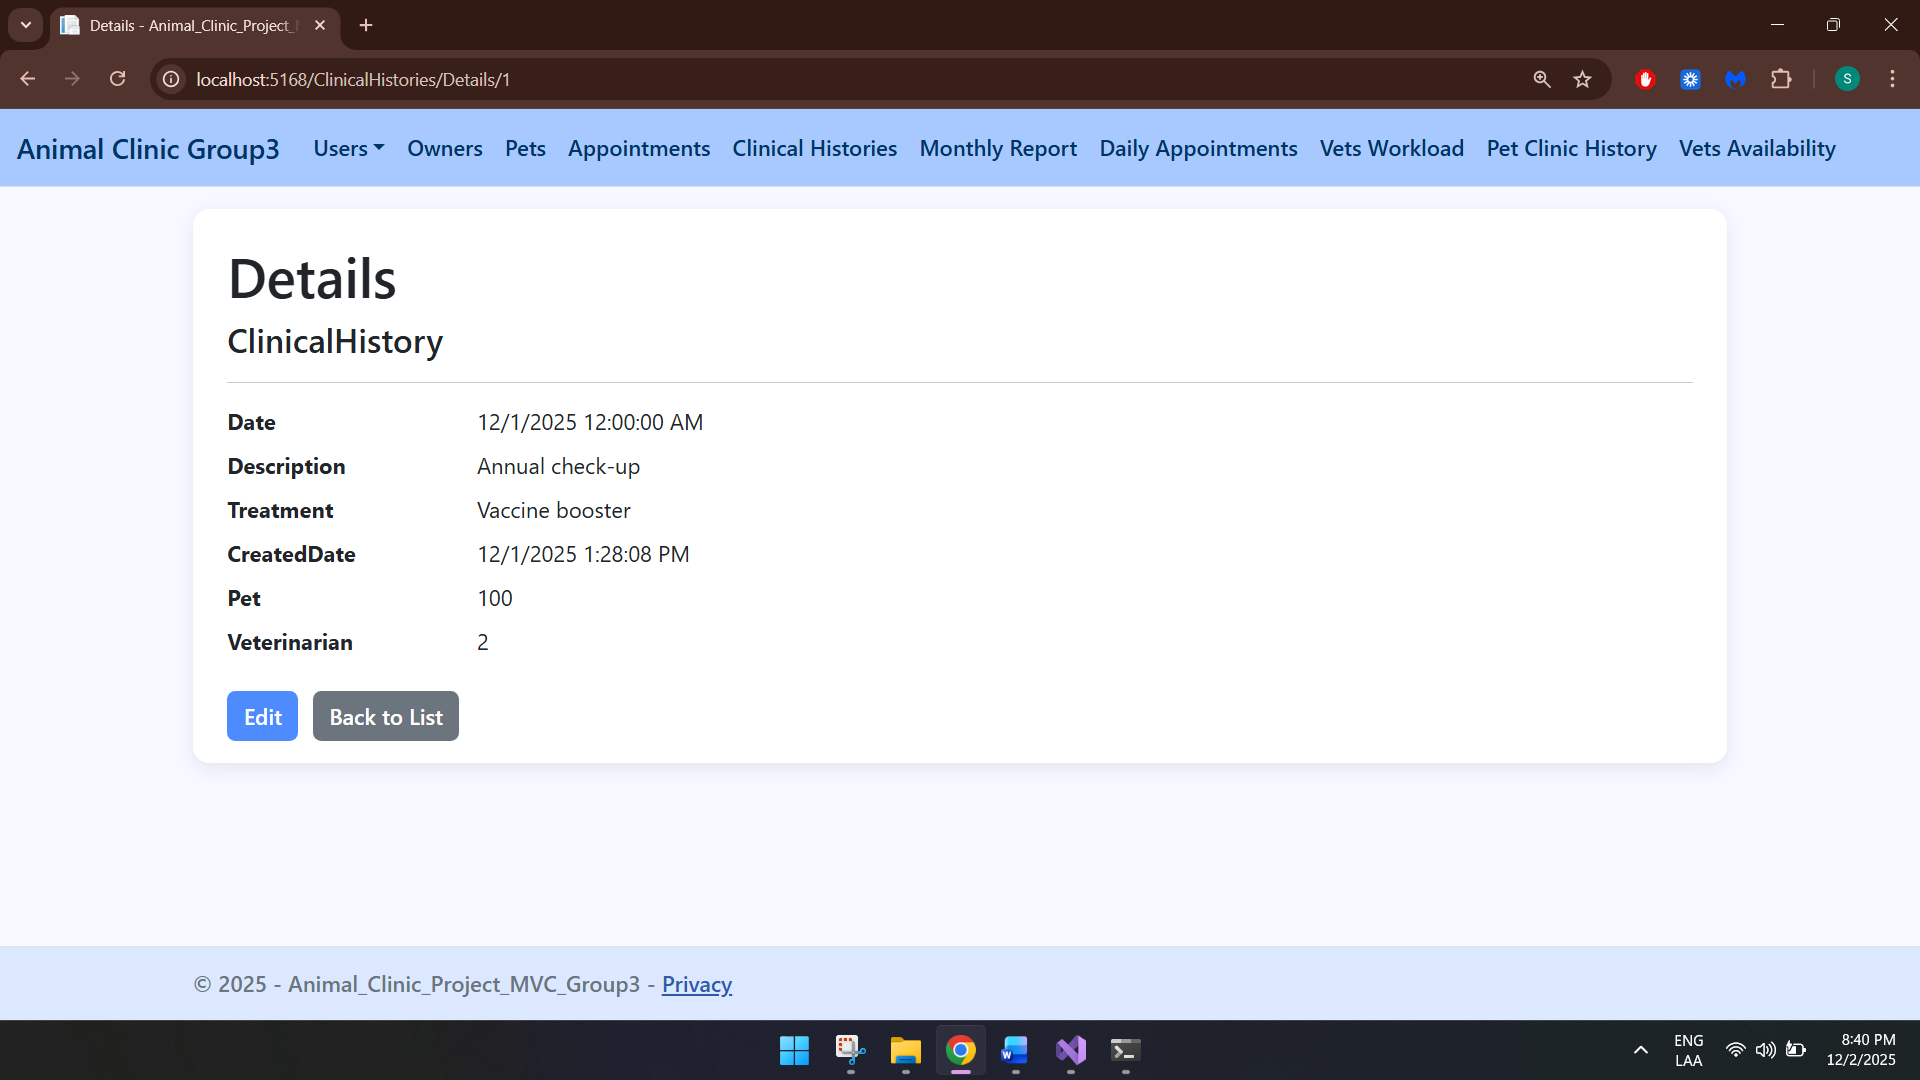 Details - Animal_Clinic_Project_
localhost:5168/ClinicalHistories/Details/1
S
Animal Clinic Group3 Users Owners Pets Appointments Clinical Histories Monthly Report Daily Appointments Vets Workload Pet Clinic History Vets Availability
Details
ClinicalHistory
Date 12/1/2025 12:00:00 AM
Description Annual check-up
Treatment Vaccine booster
CreatedDate 12/1/2025 1:28:08 PM
Pet 100
Veterinarian 2
Edit Back to List
© 2025 - Animal_Clinic_Project_MVC_Group3 - Privacy
ENG 8:40 PM
LAA 12/2/2025